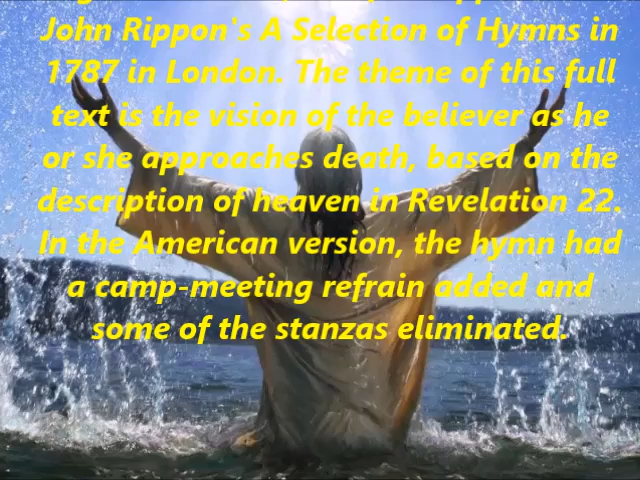 John Rippon's A Selection of Hymns in
1787 in London. The theme of this full
text is the vision of the believer as he
or she approaches death, based on the
description of heaven in Revelation 22.
In the American version, the hymn had
a camp-meeting refrain added and
some of the stanzas eliminated.